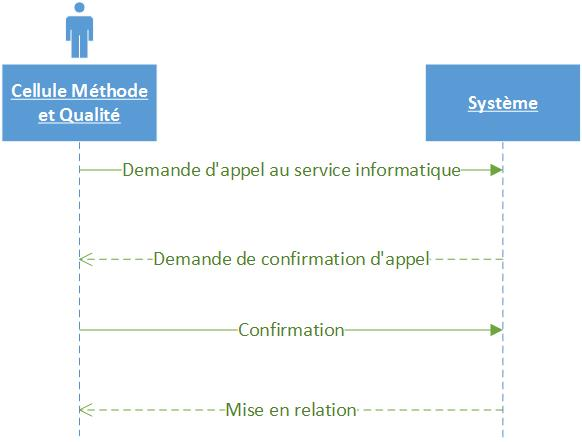 Cellule Méthode
et Qualité
Système
Demande d'appel au service informatique
Demande de confirmation d'appel
Confirmation
Mise en relation